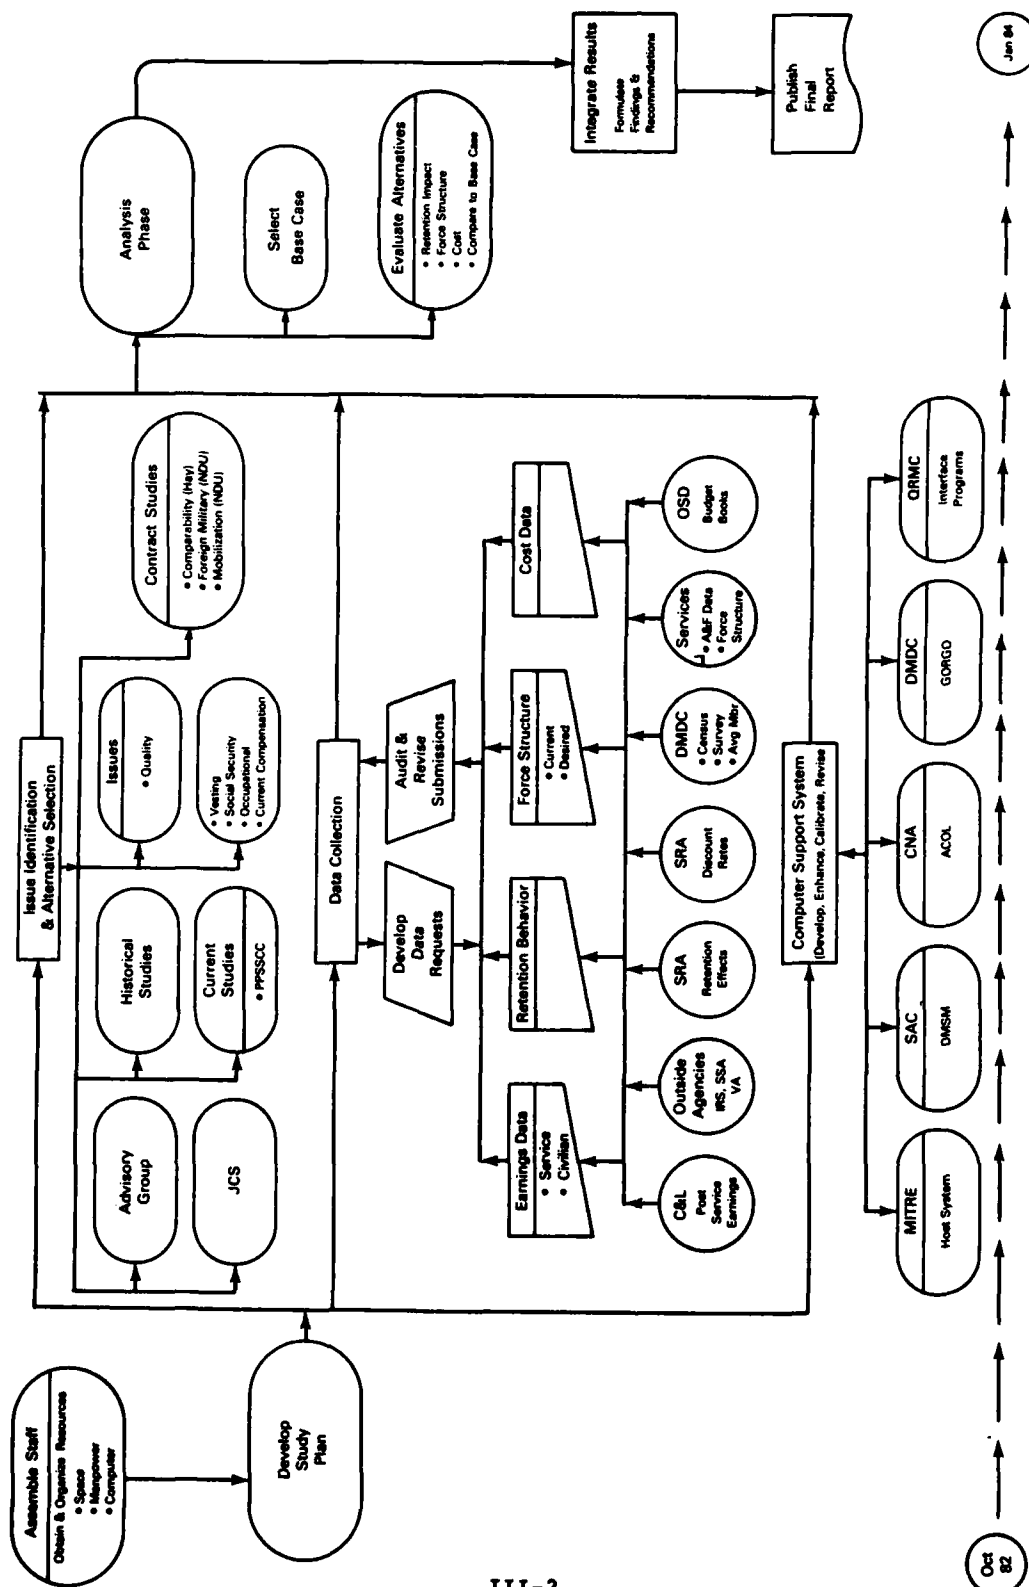 Assemble Staff
Obtain & Organize Resources
• Space
• Manpower
• Computer
Develop
Study
Plan
Issue Identification
& Alternative Selection
Advisory
Group
JCS
Historical
Studies
Current
Studies
• PPSSCC
Issues
• Quality
• Vesting
• Social Security
• Occupational
• Current Compensation
Contract Studies
• Comparability (Hay)
• Foreign Military (NDU)
• Mobilization (NDU)
Data Collection
Develop
Data
Requests
Audit &
Revise
Submissions
Earnings Data
• Service
• Civilian
Retention Behavior
Force Structure
• Current
• Desired
Cost Data
C&L
Post
Service
Earnings
Outside
Agencies
IRS, SSA
VA
SRA
Retention
Effects
SRA
Discount
Rates
DMDC
• Census
• Survey
• Avg Mbr
Services
• A&F Data
• Force
Structure
OSD
Budget
Books
Computer Support System
(Develop, Enhance, Calibrate, Revise)
MITRE
Host System
SAC
DMSM
CNA
ACOL
DMDC
GORGO
QRMC
Interface
Programs
Analysis
Phase
Select
Base Case
Evaluate Alternatives
• Retention Impact
• Force Structure
• Cost
• Compare to Base Case
Integrate Results
Formulate
Findings &
Recommendations
Publish
Final
Report
Oct
82
Jan 84
III-3